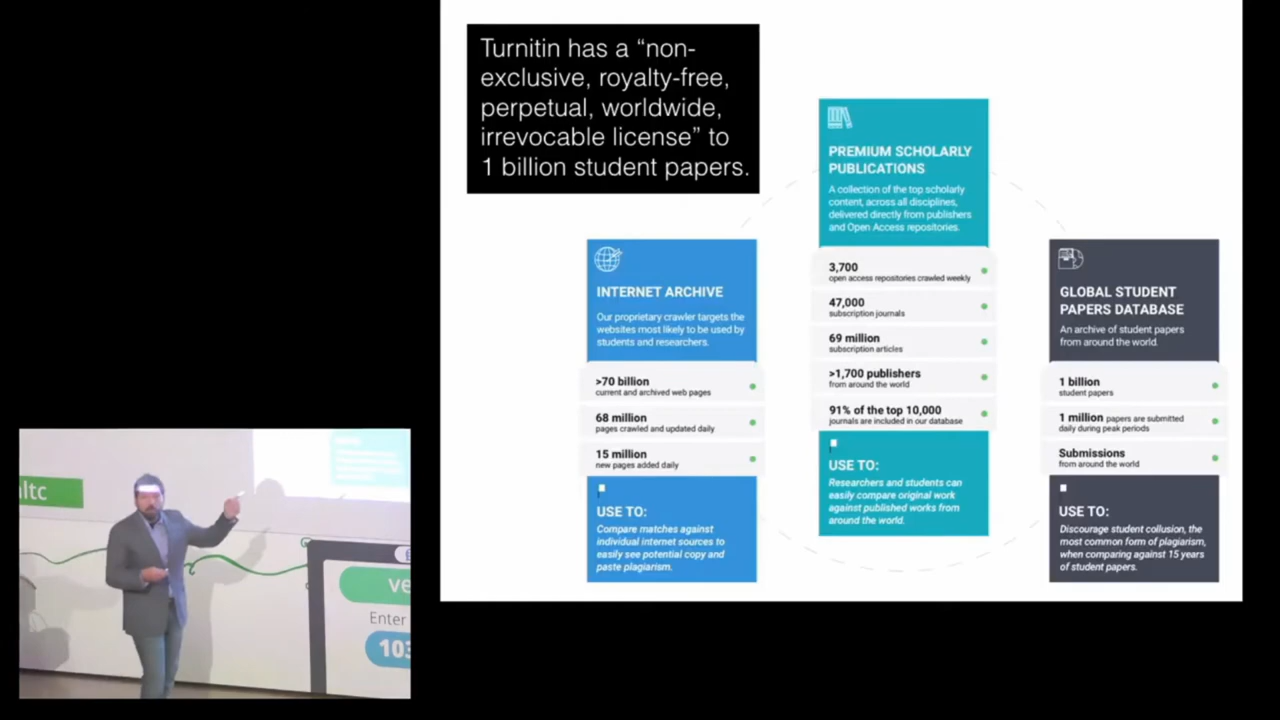 Turnitin has a “non-
exclusive, royalty-free,
perpetual, worldwide,
irrevocable license” to
1 billion student papers.
INTERNET ARCHIVE
Our proprietary crawler targets the
websites most likely to be used by
students and researchers.
>70 billion
current and archived web pages
68 million
pages crawled and updated daily
15 million
new pages added daily
USE TO:
Compare matches against
individual internet sources to
easily see potential copy and
paste plagiarism.
PREMIUM SCHOLARLY
PUBLICATIONS
A collection of the top scholarly
content, across all disciplines,
delivered directly from publishers
and Open Access repositories.
3,700
open access repositories crawled weekly
47,000
subscription journals
69 million
subscription articles
>1,700 publishers
from around the world
91% of the top 10,000
journals are included in our database
USE TO:
Researchers and students can
easily compare original work
against published works from
around the world.
GLOBAL STUDENT
PAPERS DATABASE
An archive of student papers
from around the world.
1 billion
student papers
1 million papers are submitted
daily during peak periods
Submissions
from around the world
USE TO:
Discourage student collusion, the
most common form of plagiarism,
when comparing against 15 years
of student papers.
ltc
ve
Enter
103